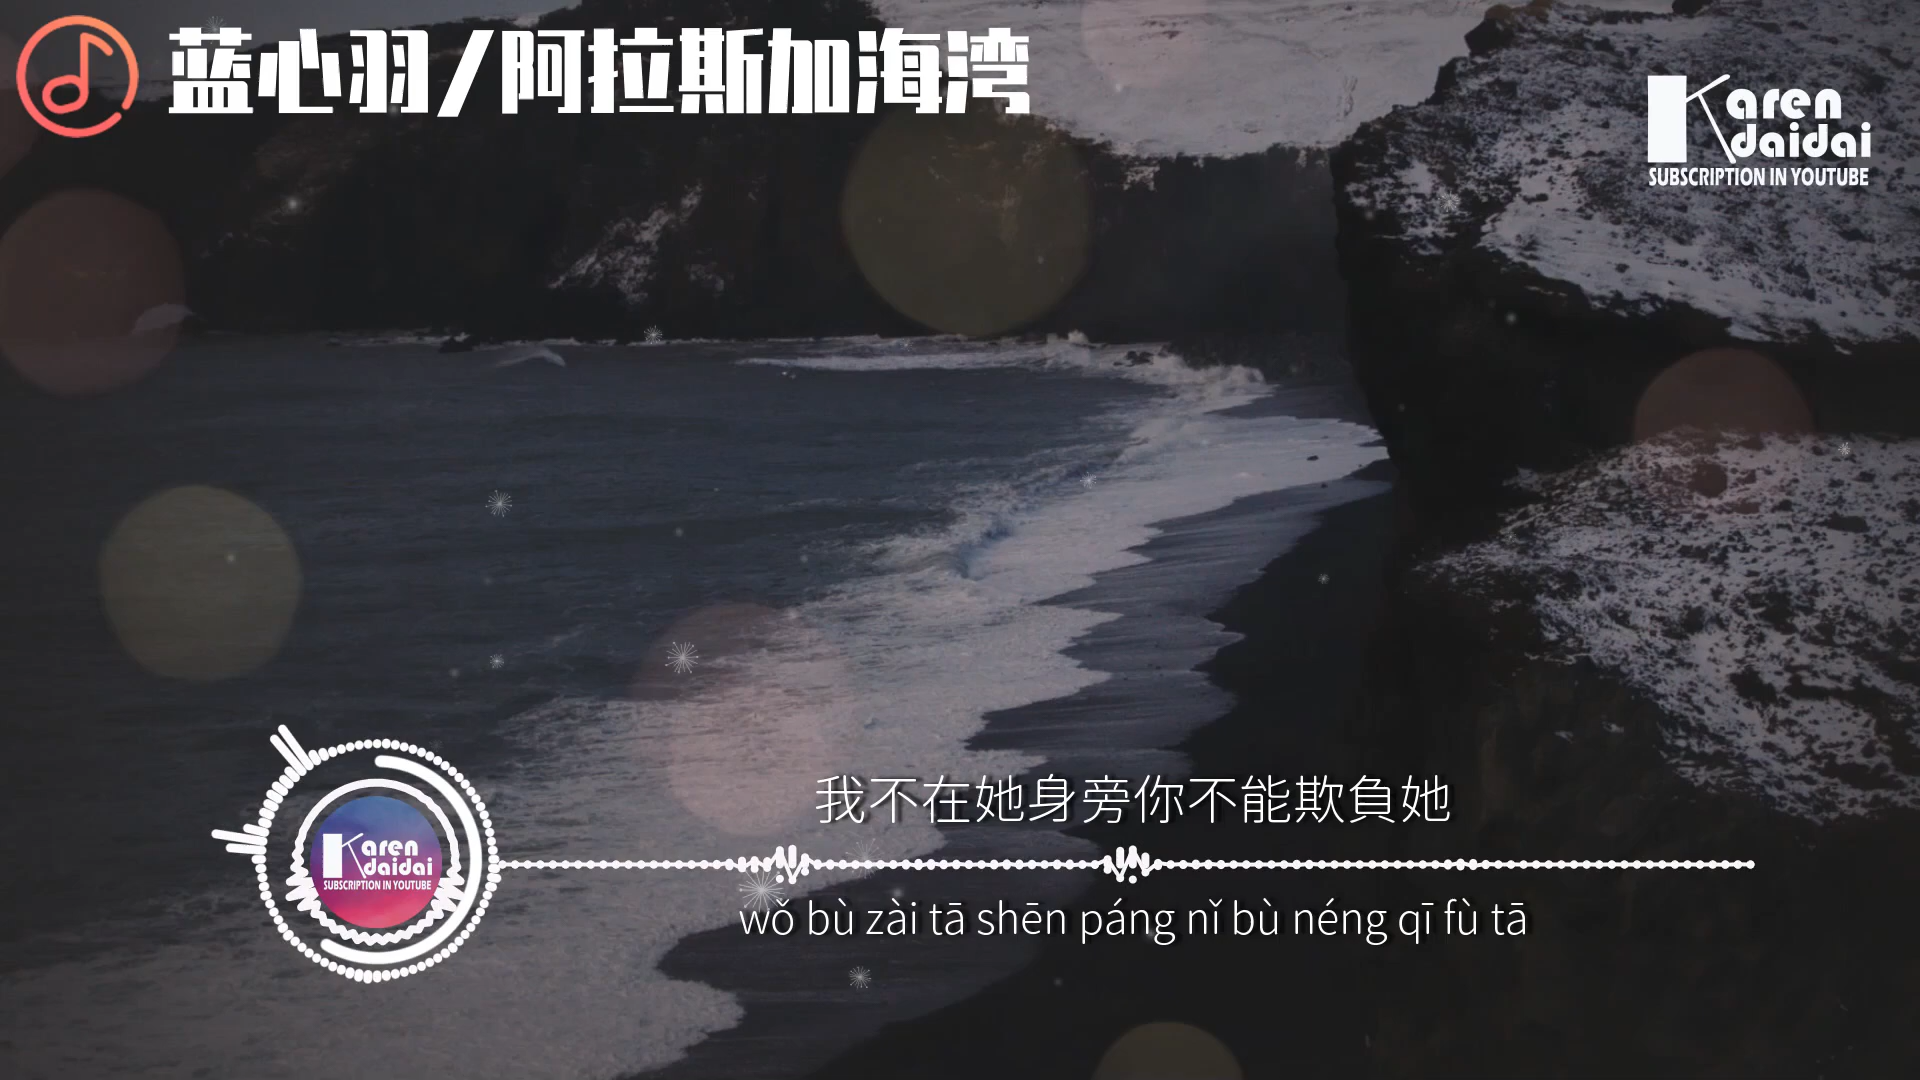 蓝心羽/阿拉斯加海湾
Karen
daidai
SUBSCRIPTION IN YOUTUBE
我不在她身旁你不能欺負她
Karen
daidai
SUBSCRIPTION IN YOUTUBE
wǒ bù zài tā shēn páng nǐ bù néng qī fù tā